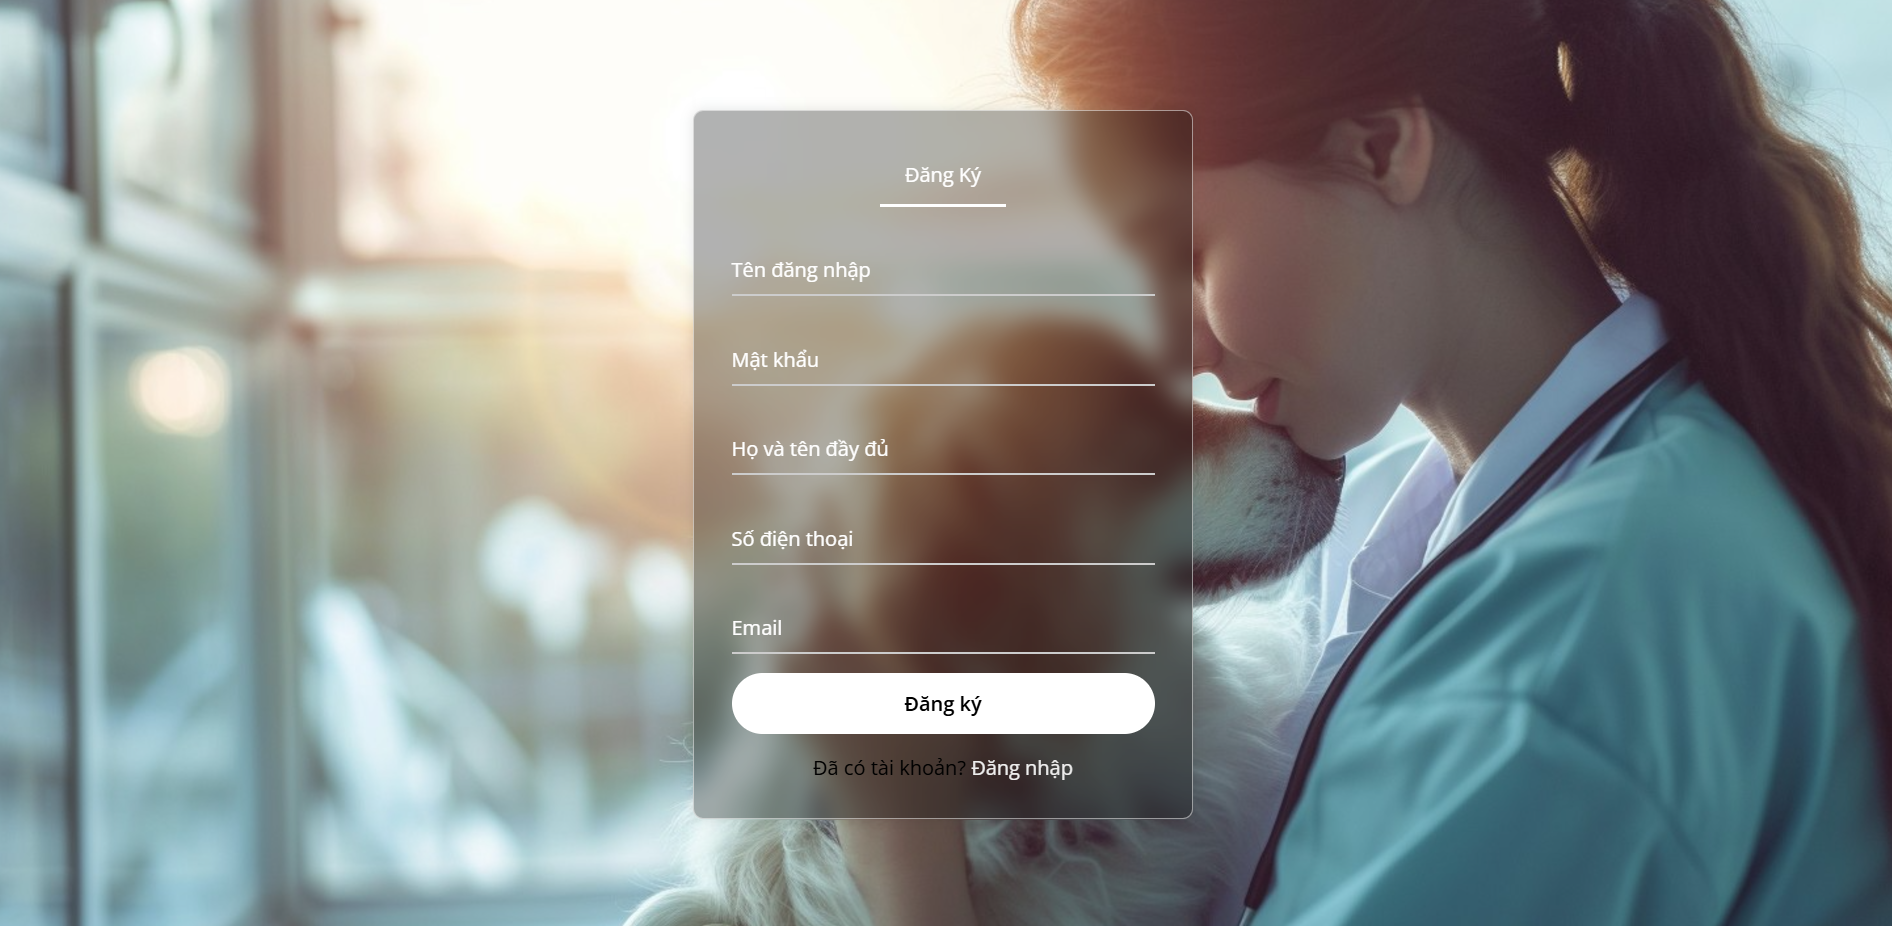 Đăng Ký
Tên đăng nhập
Mật khẩu
Họ và tên đầy đủ
Số điện thoại
Email
Đăng ký
Đã có tài khoản? Đăng nhập